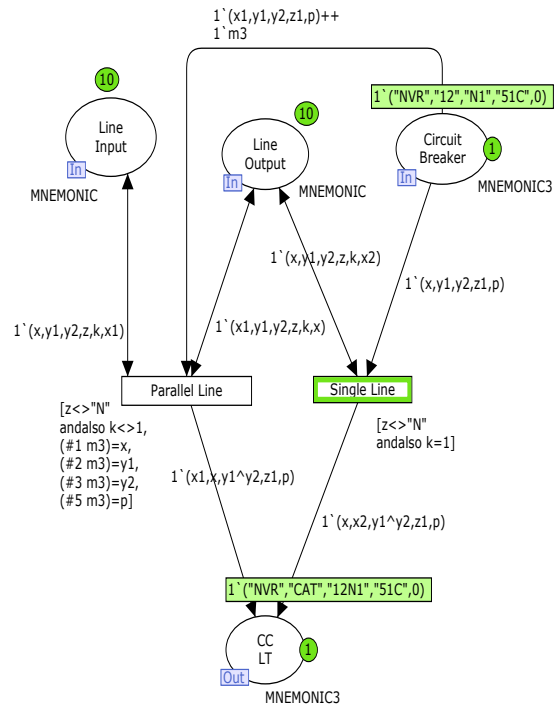 1`(x1,y1,y2,z1,p)++
1`m3
10
Line
Input
In
MNEMONIC
10
Line
Output
In
MNEMONIC
1`("NVR","12","N1","51C",0)
Circuit
Breaker
1
In
MNEMONIC3
1`(x,y1,y2,z,k,x2)
1`(x,y1,y2,z1,p)
1`(x,y1,y2,z,k,x1)
1`(x1,y1,y2,z,k,x)
Parallel Line
Single Line
[z<>"N"
andalso k<>1,
(#1 m3)=x,
(#2 m3)=y1,
(#3 m3)=y2,
(#5 m3)=p]
[z<>"N"
andalso k=1]
1`(x1,x,y1^y2,z1,p)
1`(x,x2,y1^y2,z1,p)
1`("NVR","CAT","12N1","51C",0)
CC
LT
1
Out
MNEMONIC3